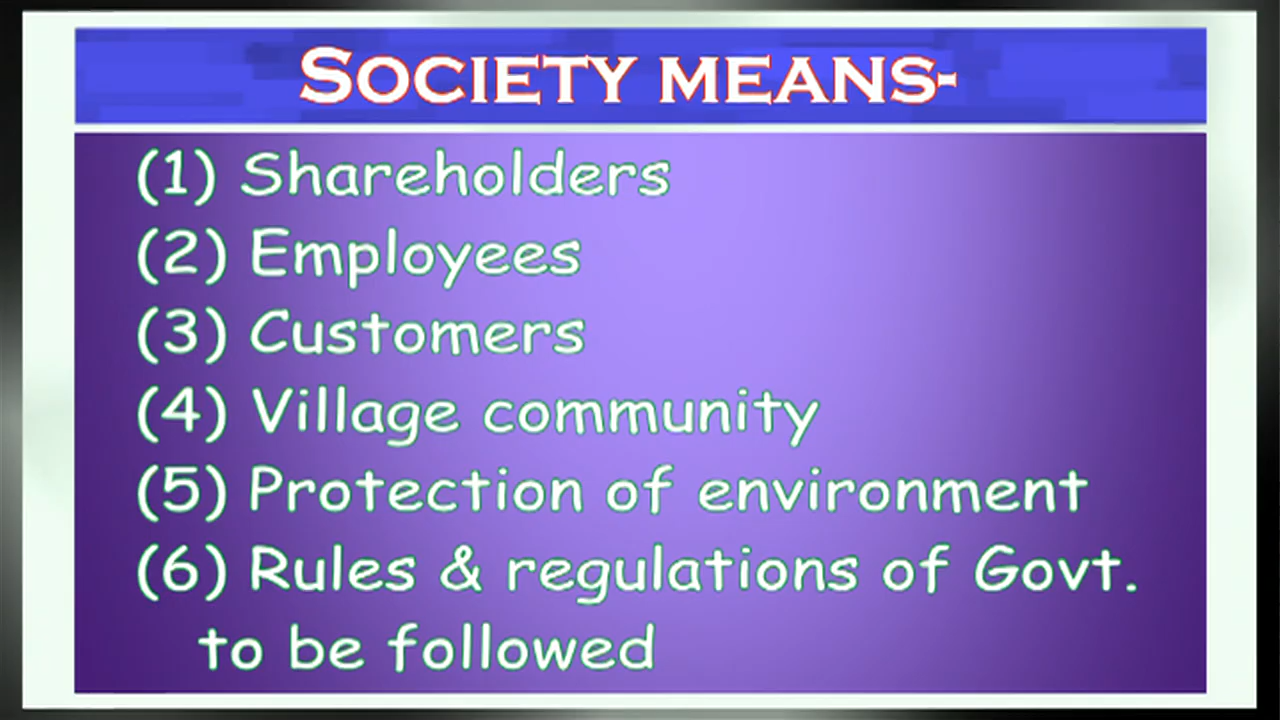 SOCIETY MEANS-
(1) Shareholders
(2) Employees
(3) Customers
(4) Village community
(5) Protection of environment
(6) Rules & regulations of Govt.
to be followed